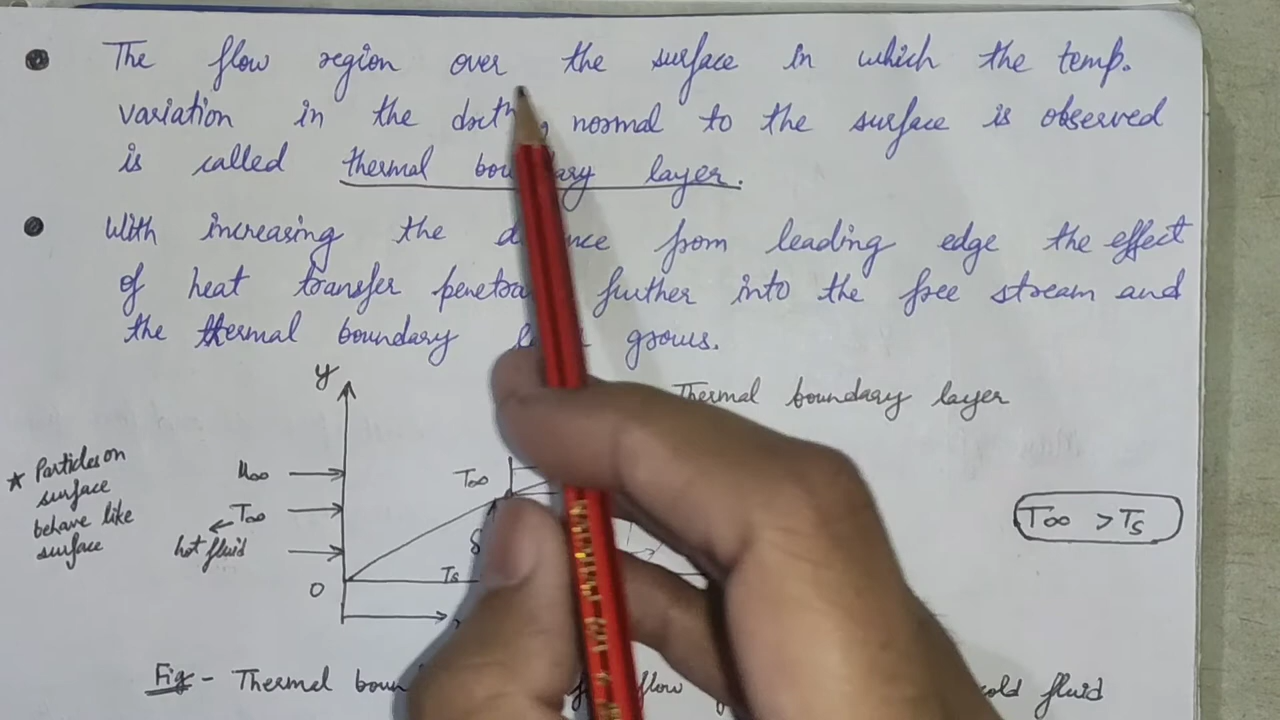 The flow region over the surface in which the temp.
variation in the normal to the surface is observed
is called thermal boundary layer.
With increasing the from leading edge the effect
of heat transfer further into the free stream and
the thermal boundary grows.
y
Thermal boundary layer
* Particles on
surface
behave like
surface
U∞
T∞
hot fluid
O
T∞
δ
Ts
T∞ > Ts
Fig - Thermal flow cold fluid